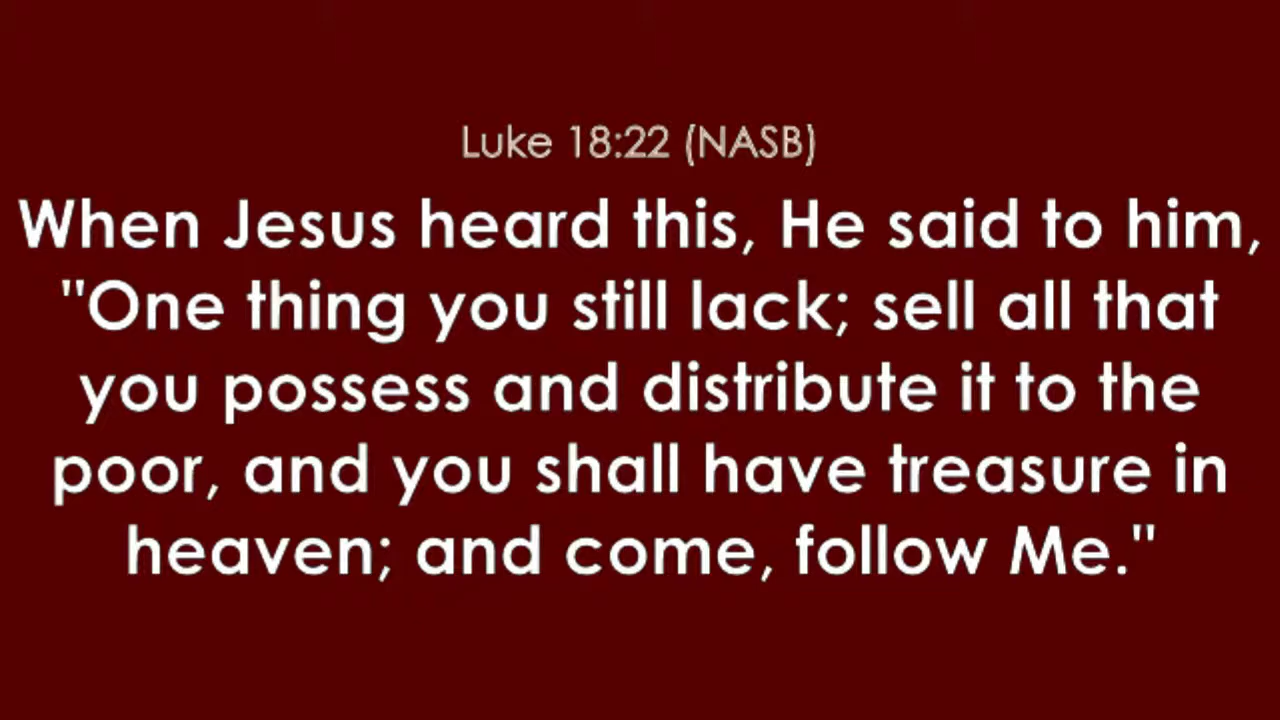 Luke 18:22 (NASB)
When Jesus heard this, He said to him,
"One thing you still lack; sell all that
you possess and distribute it to the
poor, and you shall have treasure in
heaven; and come, follow Me."